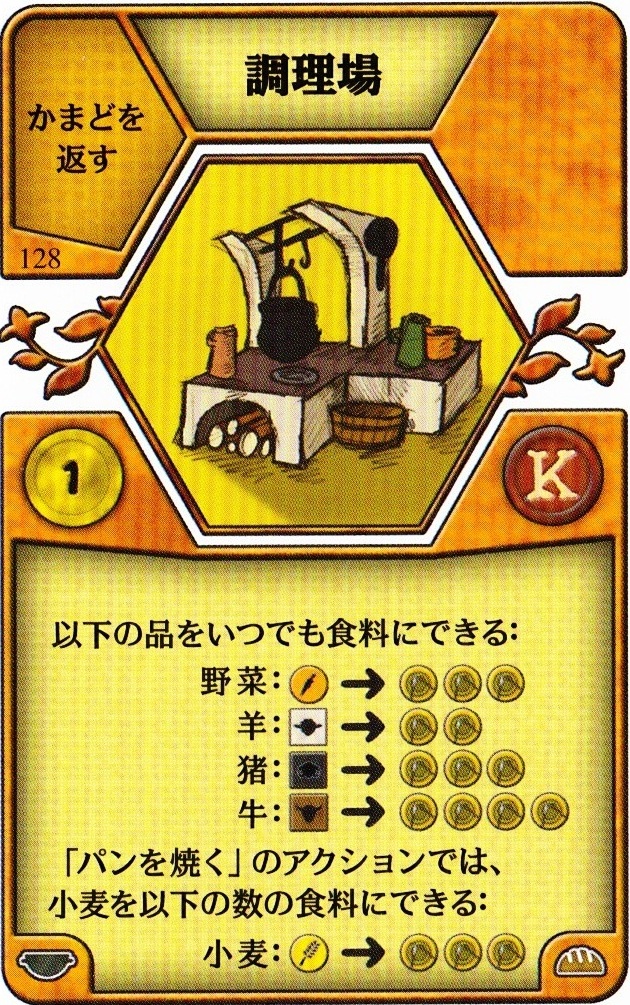 調理場
かまどを
返す
128
1
K
以下の品をいつでも食料にできる:
野菜:
羊:
猪:
牛:
「パンを焼く」のアクションでは、
小麦を以下の数の食料にできる:
小麦: